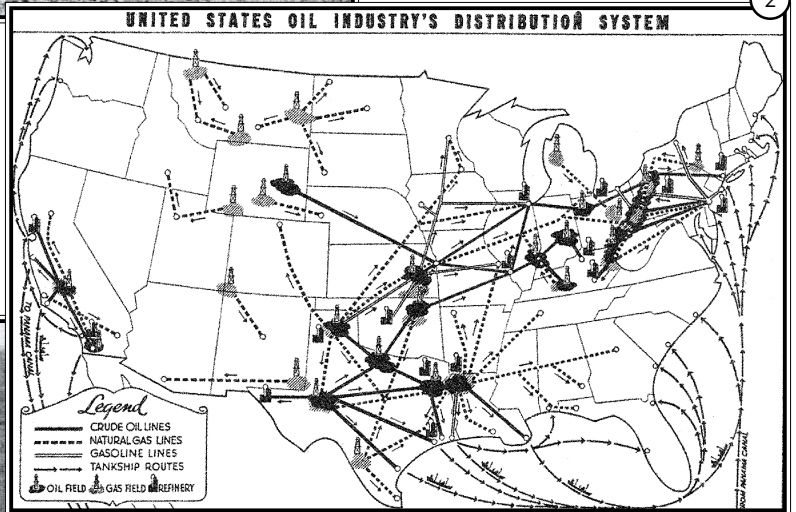 2
UNITED STATES OIL INDUSTRY'S DISTRIBUTION SYSTEM
TO PANAMA CANAL
Legend
CRUDE OIL LINES
NATURAL GAS LINES
GASOLINE LINES
TANKSHIP ROUTES
OIL FIELD GAS FIELD REFINERY
FROM PANAMA CANAL